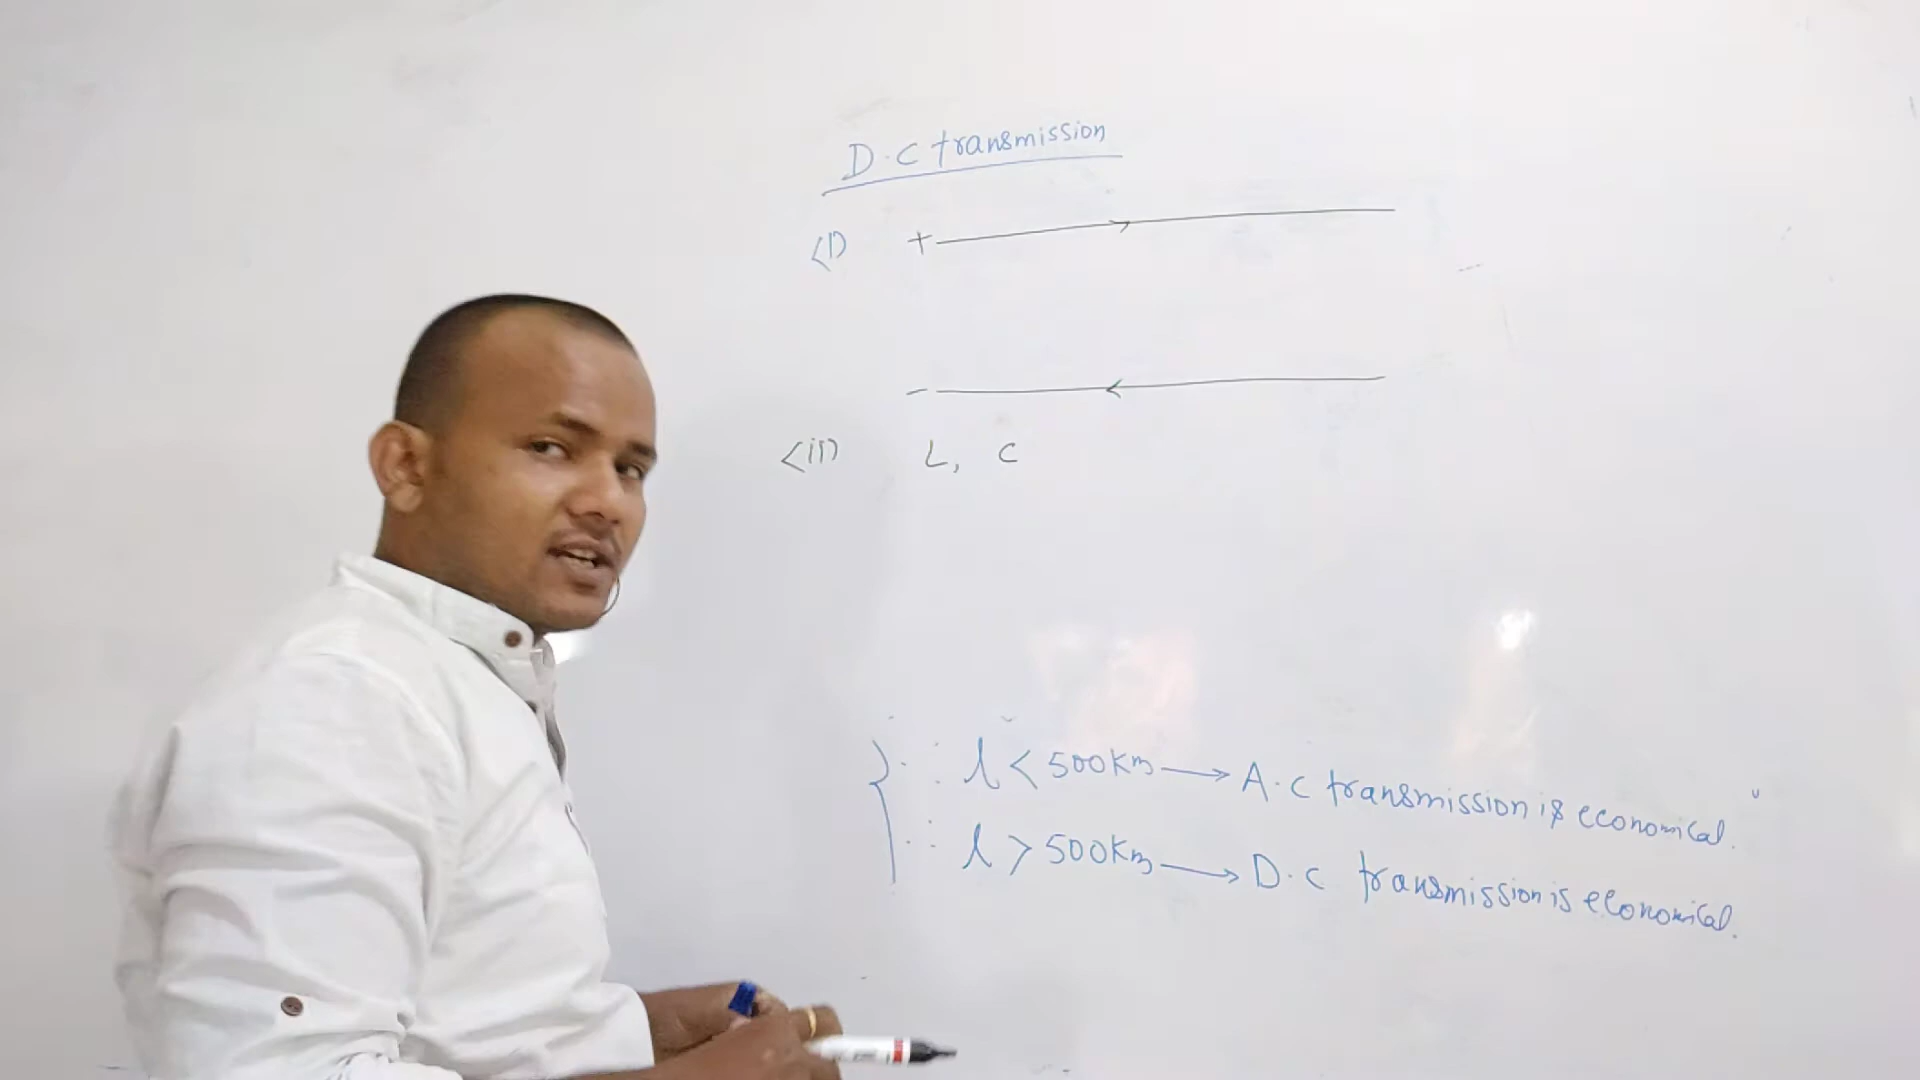 D.C transmission
<i>
+
-
<ii> L, C
l < 500Km → A.C transmission is economical.
l > 500Km → D.C transmission is economical.